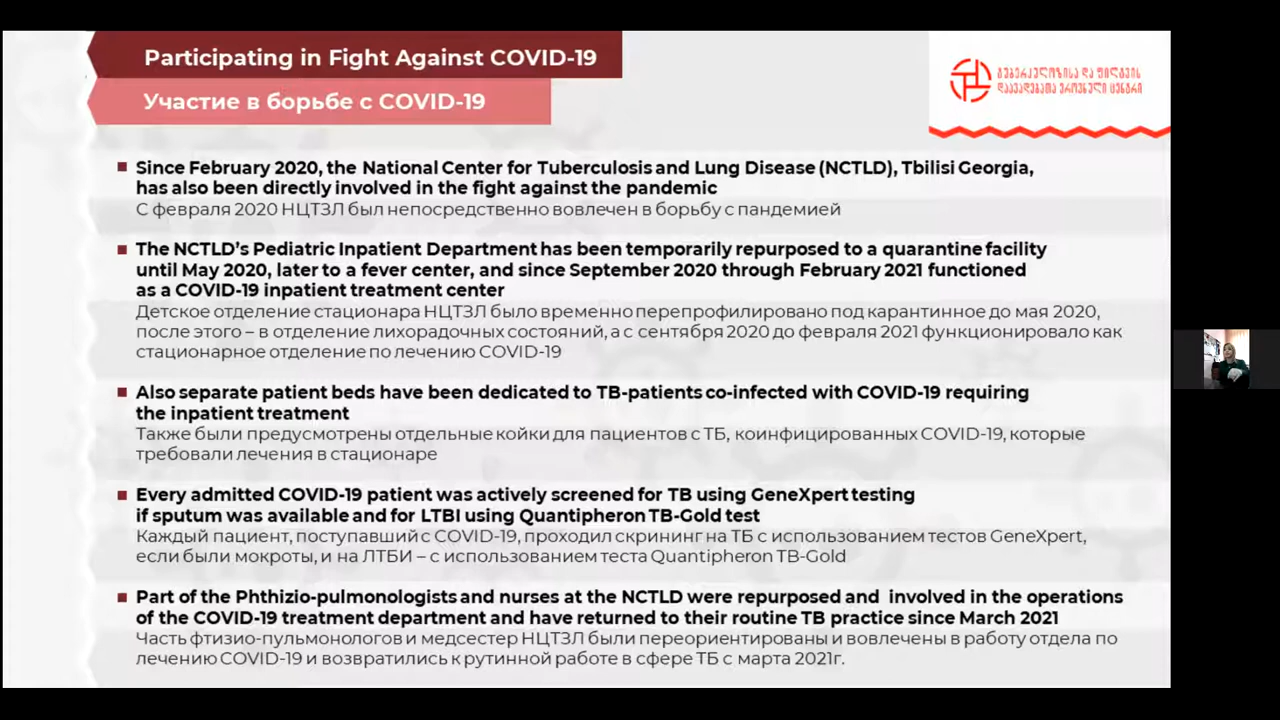 Participating in Fight Against COVID-19
Участие в борьбе с COVID-19
ᲢᲣᲑᲔᲠᲙᲣᲚᲝᲖᲘᲡᲐ ᲓᲐ ᲤᲘᲚᲢᲕᲘᲡ
ᲓᲐᲐᲕᲐᲓᲔᲑᲐᲗᲐ ᲔᲠᲝᲕᲜᲣᲚᲘ ᲪᲔᲜᲢᲠᲘ
Since February 2020, the National Center for Tuberculosis and Lung Disease (NCTLD), Tbilisi Georgia,
has also been directly involved in the fight against the pandemic
С февраля 2020 НЦТЗЛ был непосредственно вовлечен в борьбу с пандемией
The NCTLD's Pediatric Inpatient Department has been temporarily repurposed to a quarantine facility
until May 2020, later to a fever center, and since September 2020 through February 2021 functioned
as a COVID-19 inpatient treatment center
Детское отделение стационара НЦТЗЛ было временно перепрофилировано под карантинное до мая 2020,
после этого – в отделение лихорадочных состояний, а с сентября 2020 до февраля 2021 функционировало как
стационарное отделение по лечению COVID-19
Also separate patient beds have been dedicated to TB-patients co-infected with COVID-19 requiring
the inpatient treatment
Также были предусмотрены отдельные койки для пациентов с ТБ, коинфицированных COVID-19, которые
требовали лечения в стационаре
Every admitted COVID-19 patient was actively screened for TB using GeneXpert testing
if sputum was available and for LTBI using Quantipheron TB-Gold test
Каждый пациент, поступавший с COVID-19, проходил скрининг на ТБ с использованием тестов GeneXpert,
если были мокроты, и на ЛТБИ – с использованием теста Quantipheron TB-Gold
Part of the Phthizio-pulmonologists and nurses at the NCTLD were repurposed and involved in the operations
of the COVID-19 treatment department and have returned to their routine TB practice since March 2021
Часть фтизио-пульмонологов и медсестер НЦТЗЛ были переориентированы и вовлечены в работу отдела по
лечению COVID-19 и возвратились к рутинной работе в сфере ТБ с марта 2021г.